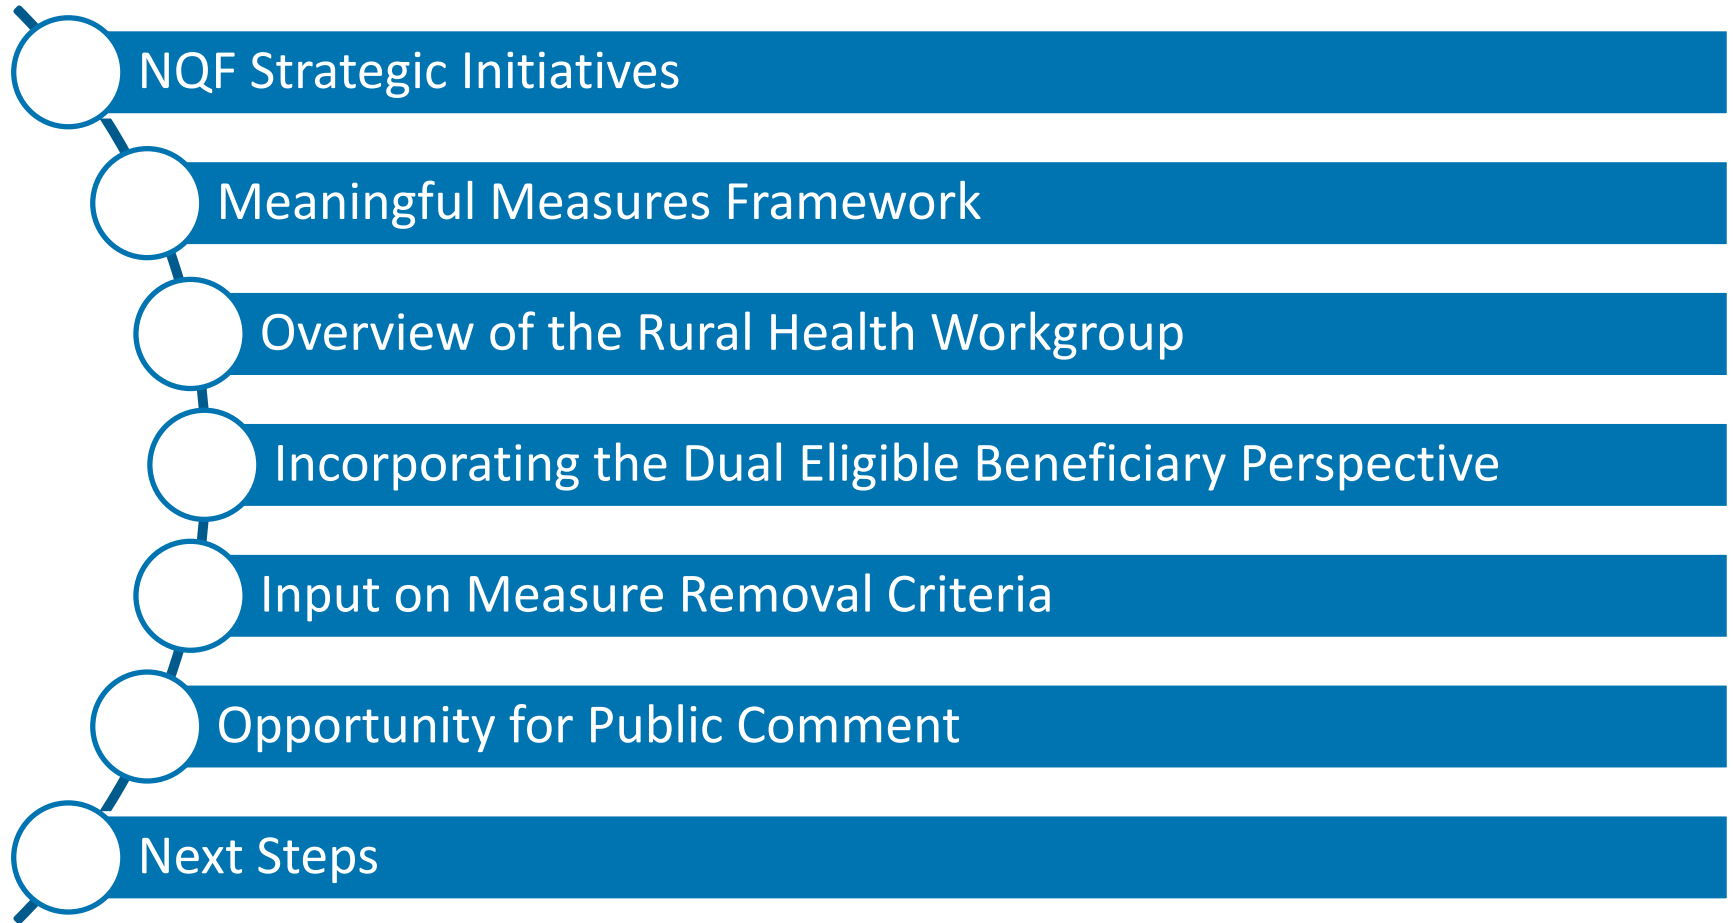 NQF Strategic Initiatives
Meaningful Measures Framework
Overview of the Rural Health Workgroup
Incorporating the Dual Eligible Beneficiary Perspective
Input on Measure Removal Criteria
Opportunity for Public Comment
Next Steps